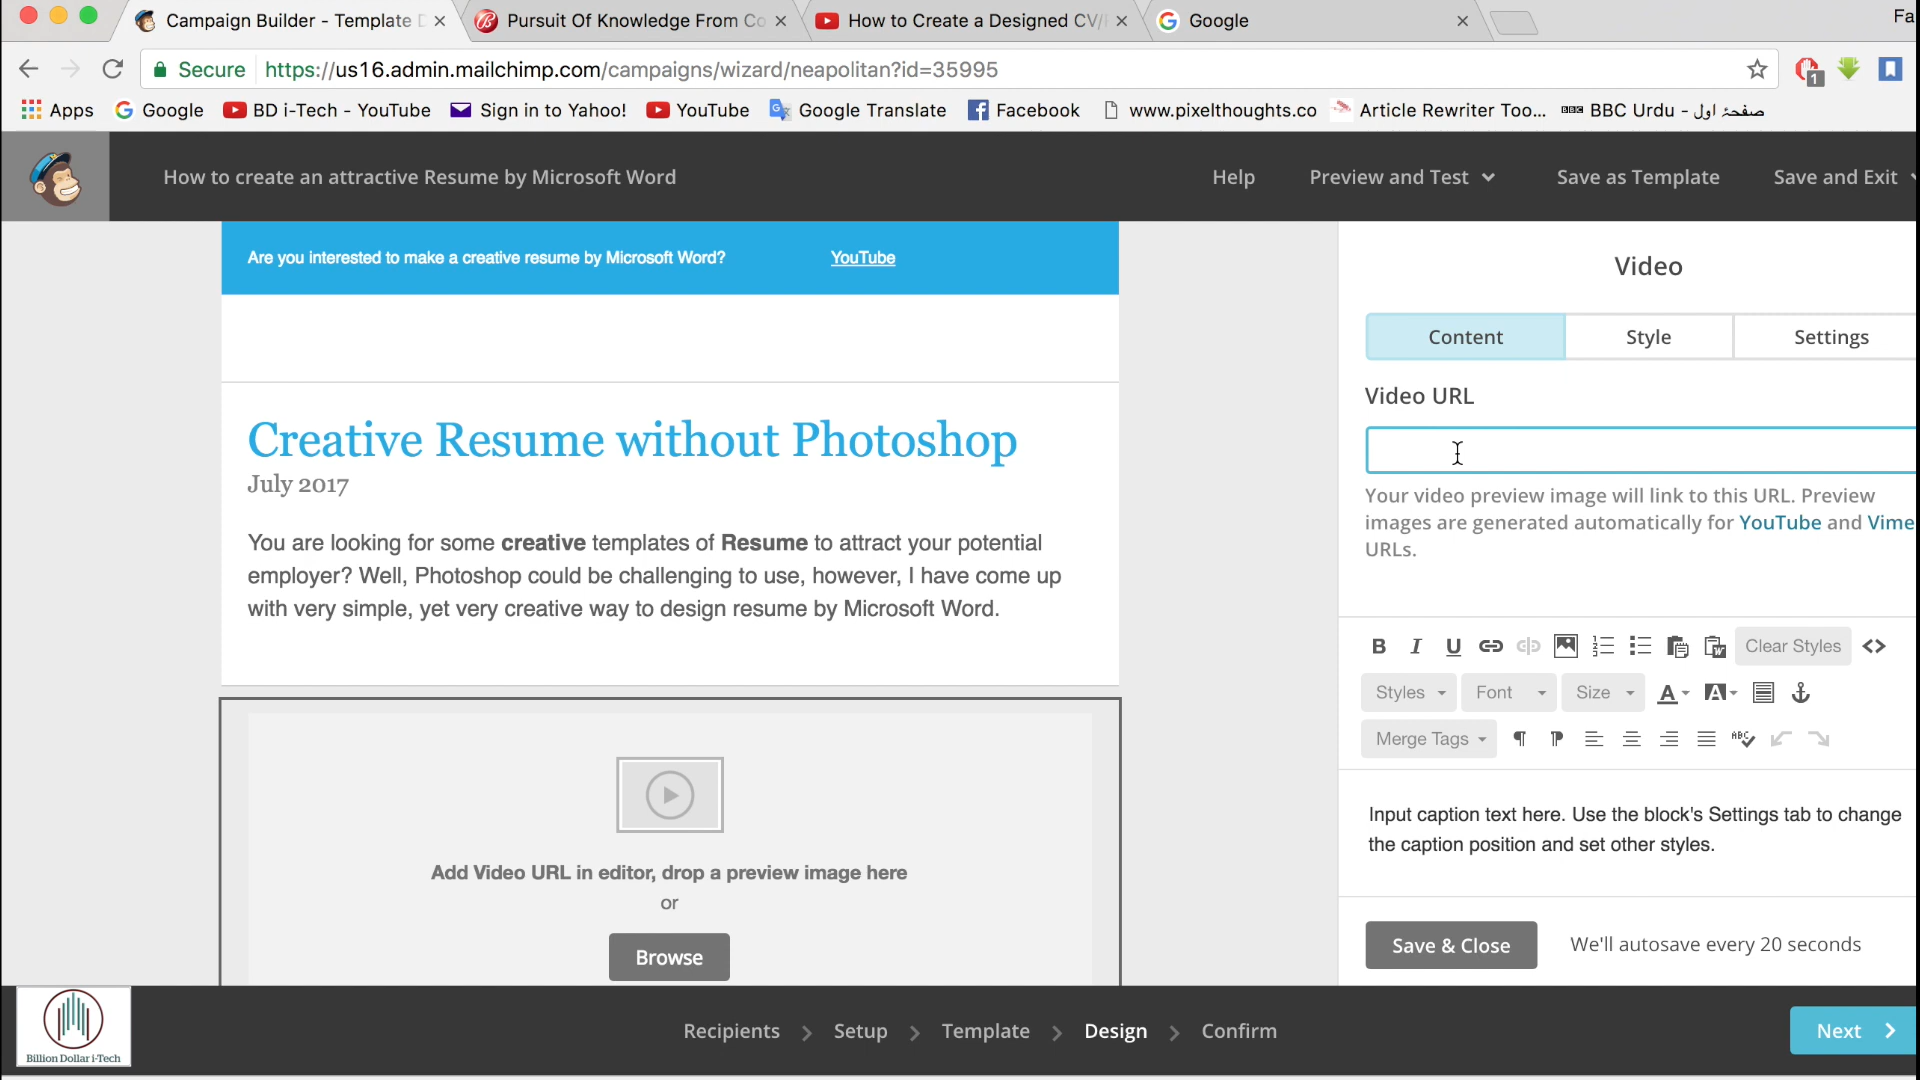 Fa
Campaign Builder - Template D
Pursuit Of Knowledge From Co
How to Create a Designed CV/
Google
Secure
https://us16.admin.mailchimp.com/campaigns/wizard/neapolitan?id=35995
1
Apps
Google
BD i-Tech - YouTube
Sign in to Yahoo!
YouTube
Google Translate
Facebook
www.pixelthoughts.co
Article Rewriter Too...
BBC BBC Urdu - صفحۂ اول
How to create an attractive Resume by Microsoft Word
Help
Preview and Test
Save as Template
Save and Exit
Are you interested to make a creative resume by Microsoft Word?
YouTube
Creative Resume without Photoshop
July 2017
You are looking for some creative templates of Resume to attract your potential
employer? Well, Photoshop could be challenging to use, however, I have come up
with very simple, yet very creative way to design resume by Microsoft Word.
Add Video URL in editor, drop a preview image here
or
Browse
Video
Content
Style
Settings
Video URL
Your video preview image will link to this URL. Preview
images are generated automatically for YouTube and Vime
URLs.
B I U
Clear Styles
Styles
Font
Size
A
A
Merge Tags
ABC
Input caption text here. Use the block's Settings tab to change
the caption position and set other styles.
Save & Close
We'll autosave every 20 seconds
Billion Dollar i-Tech
Recipients
Setup
Template
Design
Confirm
Next